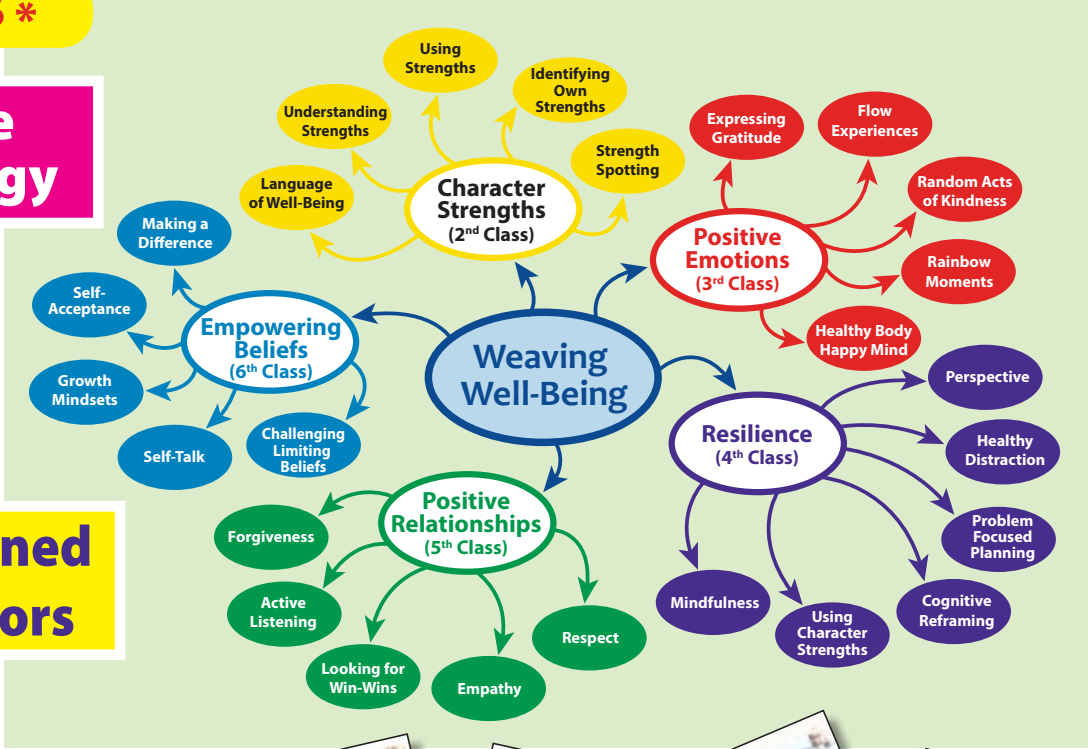 *
Weaving
Well-Being
Character
Strengths
(2nd Class)
Language
of Well-Being
Understanding
Strengths
Using
Strengths
Identifying
Own
Strengths
Strength
Spotting
Positive
Emotions
(3rd Class)
Expressing
Gratitude
Flow
Experiences
Random Acts
of Kindness
Rainbow
Moments
Healthy Body
Happy Mind
Resilience
(4th Class)
Perspective
Healthy
Distraction
Problem
Focused
Planning
Cognitive
Reframing
Using
Character
Strengths
Mindfulness
Positive
Relationships
(5th Class)
Forgiveness
Active
Listening
Looking for
Win-Wins
Empathy
Respect
Empowering
Beliefs
(6th Class)
Making a
Difference
Self-
Acceptance
Growth
Mindsets
Self-Talk
Challenging
Limiting
Beliefs
e
gy
ned
ors